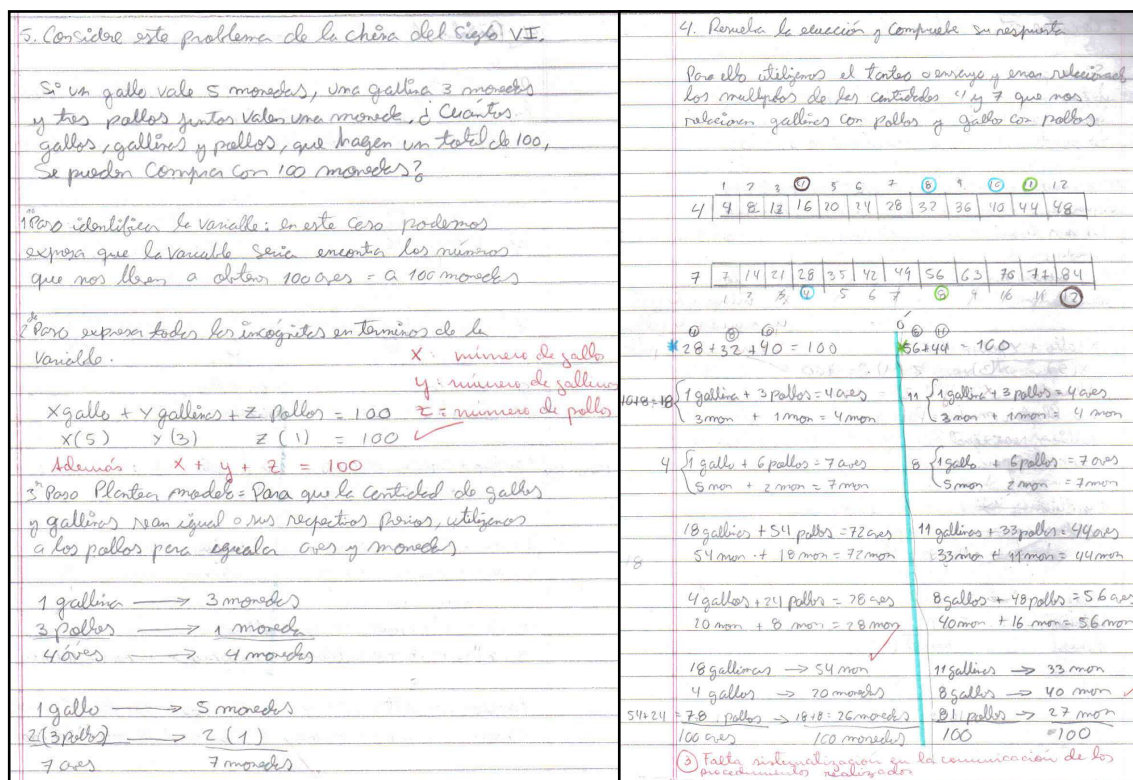 5. Considre este problema de la china del siglo VI.
Si un gallo vale 5 monedas, una gallina 3 monedas
y tres pollos juntos valen una moneda, ¿Cuántos
gallos, gallinas y pollos, que hagen un total de 100,
Se pueden Comprar con 100 monedas?
1er Paso identificar la variable: en este caso podemos
expresa que la variable seria encontra los números
que nos lleven a obtener 100 aves = a 100 monedas
2do Paso expresa todas las incognitas en terminos de la
variable.
x: número de gallo
y: número de gallinas
X gallo + Y gallinas + Z Pollos = 100 z = número de pollos
X(5) Y(3) Z(1) = 100 ✓
Además: x + y + z = 100
3er Paso Plantea modelo = Para que la cantidad de gallos
y gallinas sean igual a sus respectivos precios, utilizamos
a los pollos para igualar aves y monedas
1 gallina → 3 monedas
3 pollos → 1 moneda
4 aves → 4 monedas
1 gallo → 5 monedas
2(3 pollos) → 2(1)
7 aves 7 monedas
4. Resuelva la ecuación y compruebe su respuesta
Para ello utilizamos el tanteo o ensayo y error relacionando
los multiplos de las cantidades 4 y 7 que nos
relacionen gallinas con pollos y gallo con pollos
1 2 3 4 5 6 7 8 9 10 11 12
4 4 8 12 16 20 24 28 32 36 40 44 48
7 7 14 21 28 35 42 49 56 63 70 77 84
1 2 3 4 5 6 7 8 9 10 11 12
28 + 32 + 40 = 100 ó 56 + 44 = 100
10+8=18 1 gallina + 3 pollos = 4 aves 11 1 gallina + 3 pollos = 4 aves
3 mon + 1 mon = 4 mon 3 mon + 1 mon = 4 mon
4 1 gallo + 6 pollos = 7 aves 8 1 gallo + 6 pollos = 7 aves
5 mon + 2 mon = 7 mon 5 mon 2 mon = 7 mon
18 gallinas + 54 pollos = 72 aves 11 gallinas + 33 pollos = 44 aves
54 mon + 18 mon = 72 mon 33 mon + 11 mon = 44 mon
18
4 gallos + 24 pollos = 28 aves 8 gallos + 48 pollos = 56 aves
20 mon + 8 mon = 28 mon 40 mon + 16 mon = 56 mon
18 gallinas → 54 mon ✓ 11 gallinas → 33 mon
4 gallos → 20 monedas 8 gallos → 40 mon ✓
54+24 = 78 pollos → 18+8 = 26 monedas 81 pollos → 27 mon
100 aves 100 monedas 100 = 100
③ Falta sistematización en la comunicación de los
procedimientos realizados